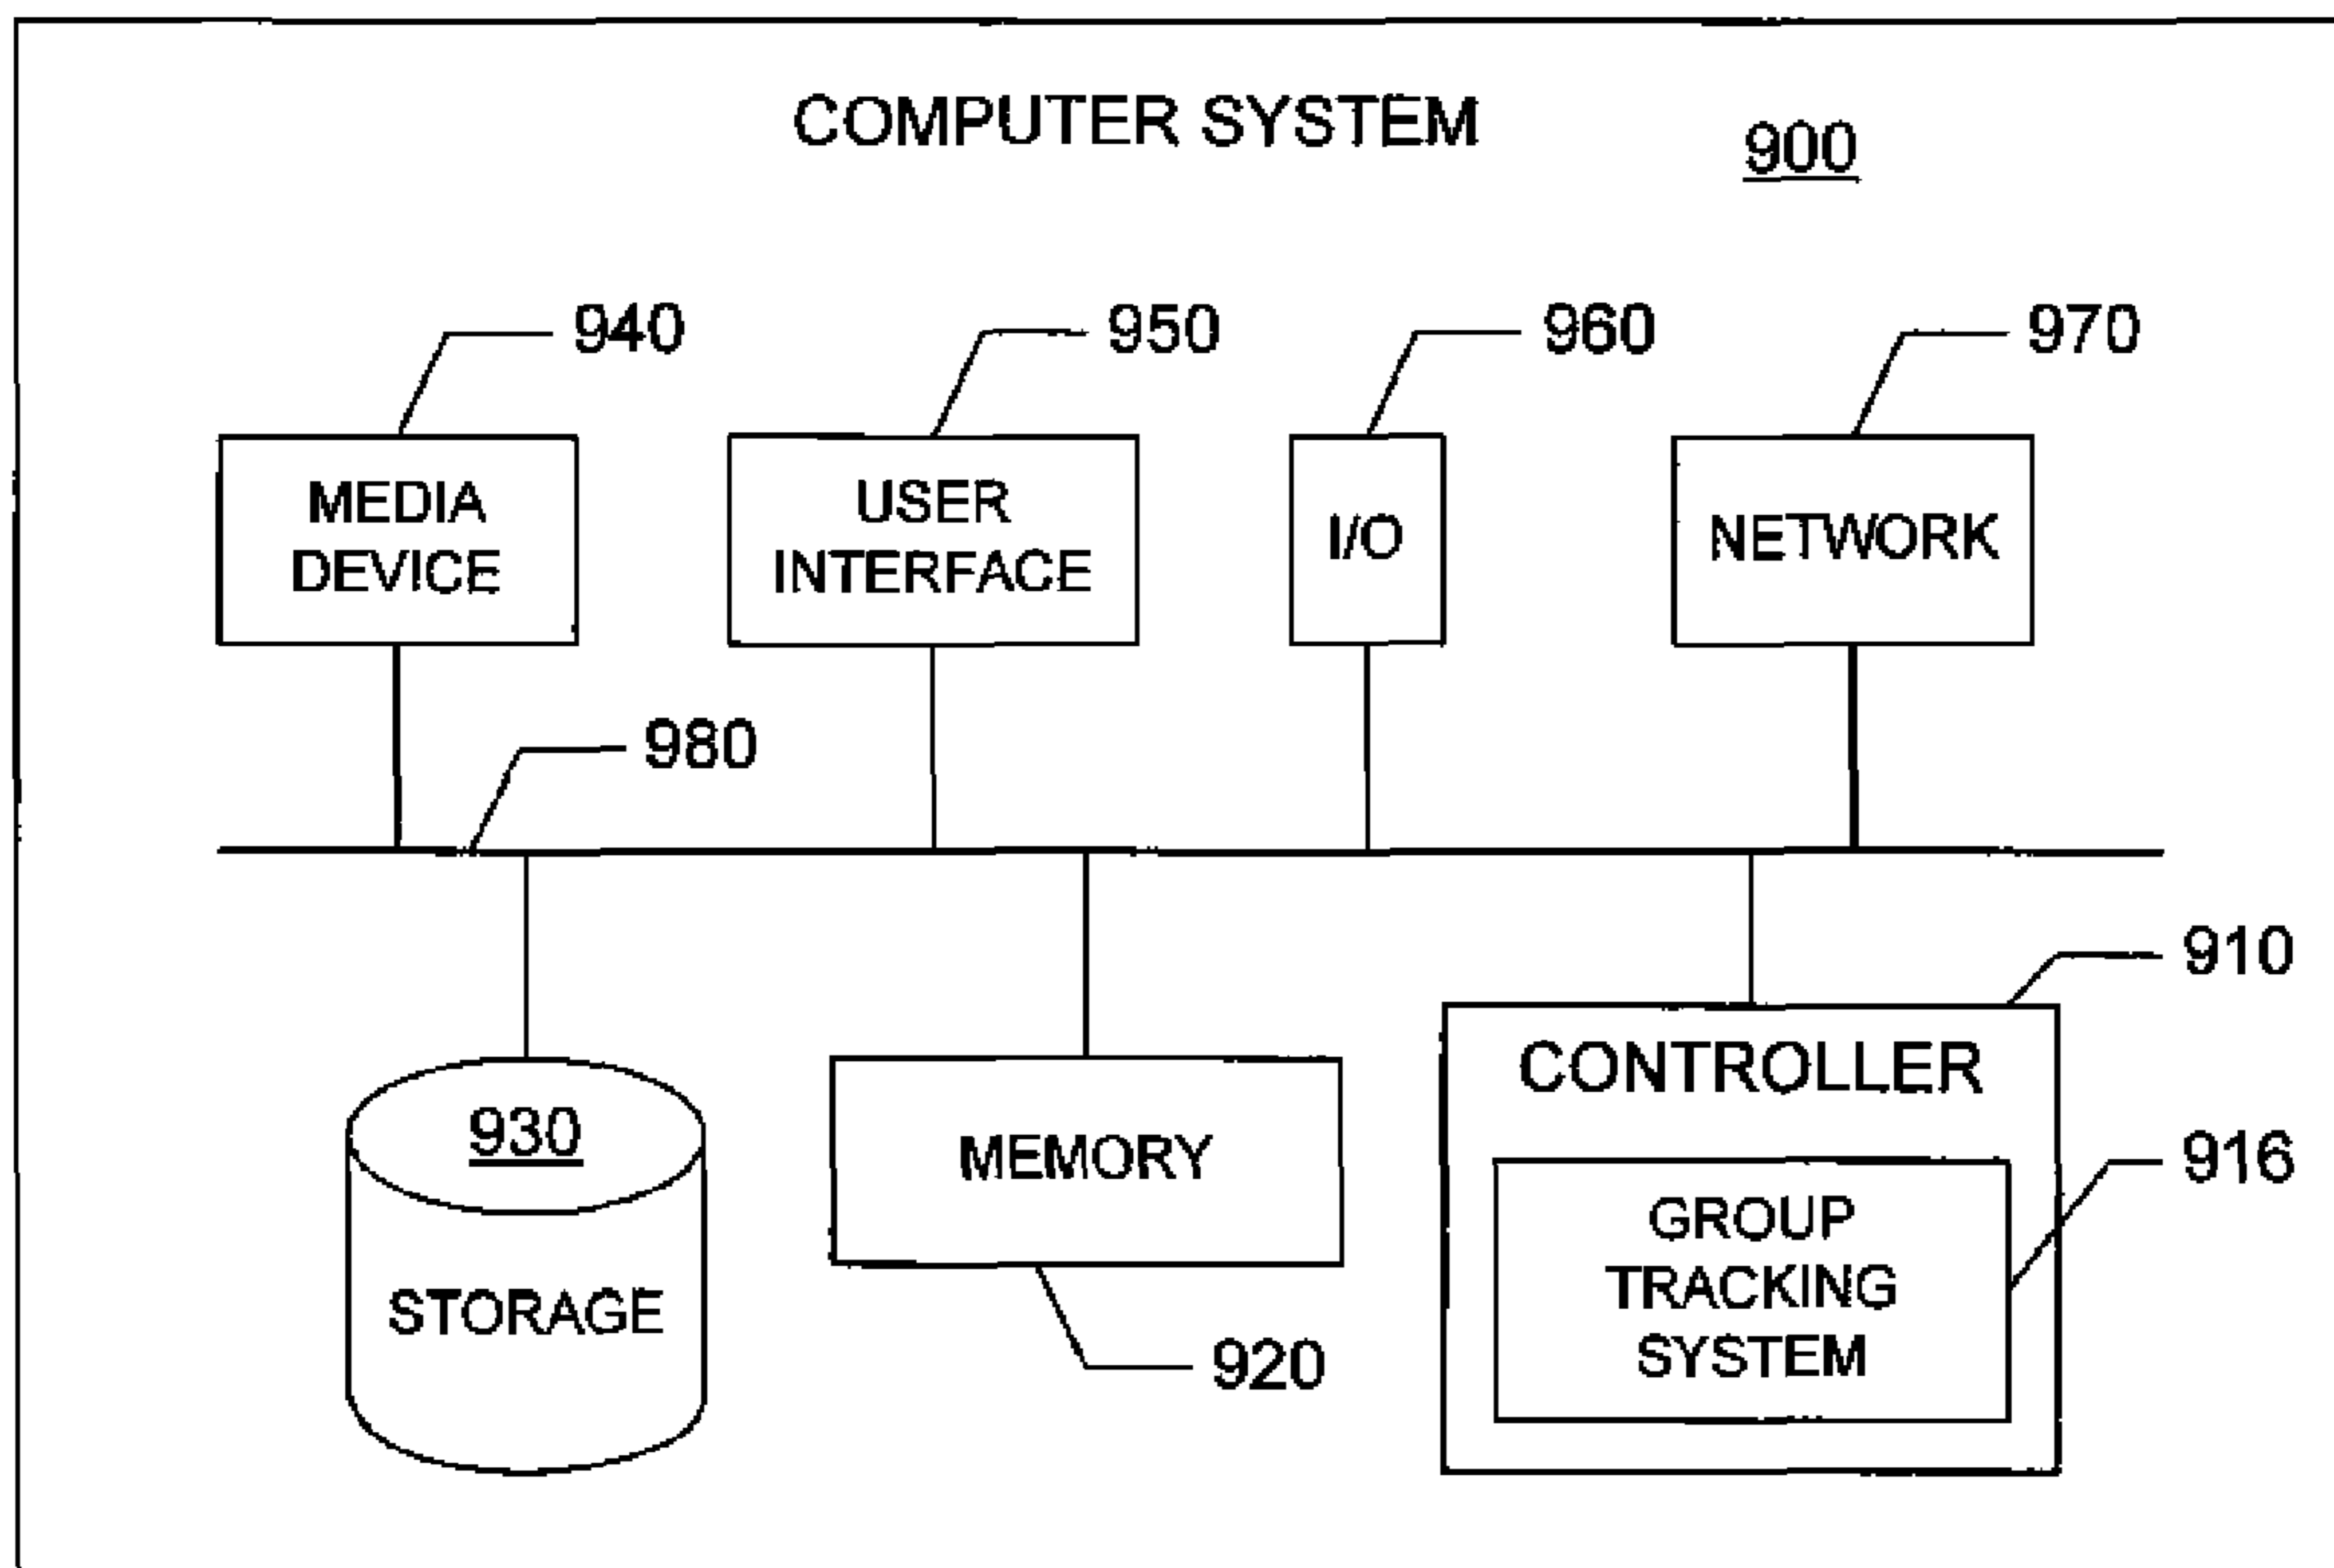 COMPUTER SYSTEM
900
940
950
960
970
MEDIA
DEVICE
USER
INTERFACE
I/O
NETWORK
980
910
930
STORAGE
MEMORY
920
CONTROLLER
916
GROUP
TRACKING
SYSTEM